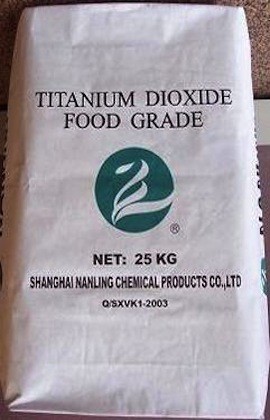 TITANIUM DIOXIDE
FOOD GRADE
®
NET: 25 KG
SHANGHAI NANLING CHEMICAL PRODUCTS CO.,LTD
Q/SXVK1-2003